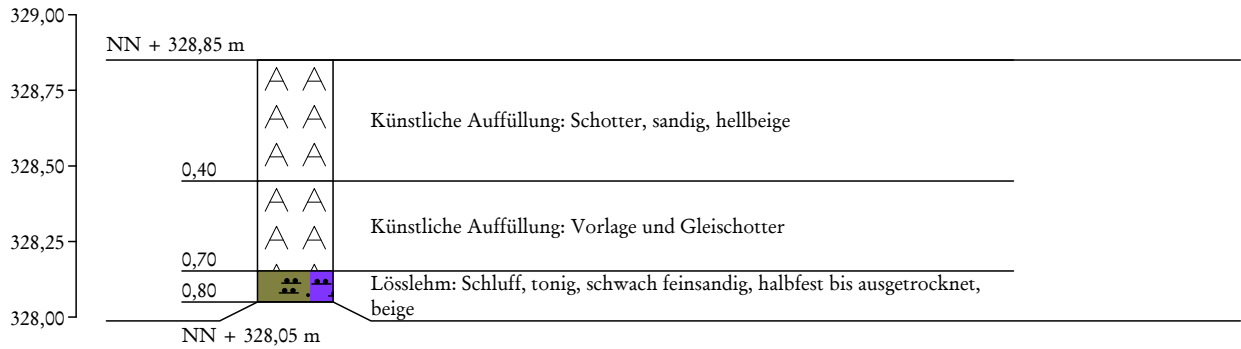 329,00
NN + 328,85 m
328,75
Künstliche Auffüllung: Schotter, sandig, hellbeige
328,50
0,40
Künstliche Auffüllung: Vorlage und Gleischotter
328,25
0,70
Lösslehm: Schluff, tonig, schwach feinsandig, halbfest bis ausgetrocknet,
0,80
beige
328,00
NN + 328,05 m